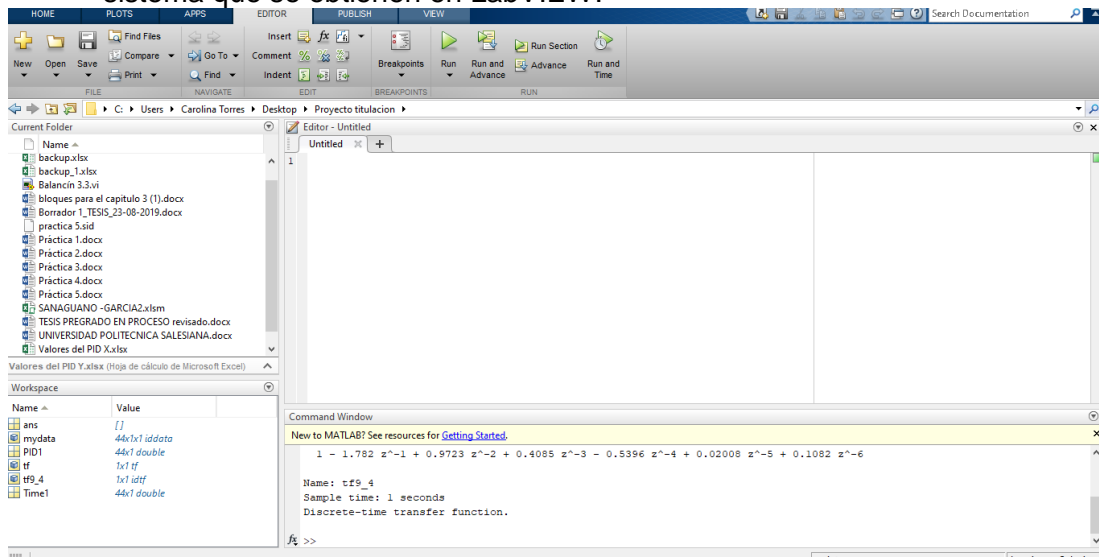 sistema que se obtienen en LabVIEW.
HOME PLOTS APPS EDITOR PUBLISH VIEW Search Documentation
Find Files Insert fx Run Section
Compare Go To Comment Breakpoints Run Run and Advance Advance Run and Time
New Open Save Print Find Indent
FILE NAVIGATE EDIT BREAKPOINTS RUN
C: Users Carolina Torres Desktop Proyecto titulacion
Current Folder
Name
backup.xlsx
backup_1.xlsx
Balancín 3.3.vi
bloques para el capitulo 3 (1).docx
Borrador 1_TESIS_23-08-2019.docx
practica 5.sid
Práctica 1.docx
Práctica 2.docx
Práctica 3.docx
Práctica 4.docx
Práctica 5.docx
SANAGUANO -GARCIA2.xlsm
TESIS PREGRADO EN PROCESO revisado.docx
UNIVERSIDAD POLITECNICA SALESIANA.docx
Valores del PID X.xlsx
Valores del PID Y.xlsx (Hoja de cálculo de Microsoft Excel)
Workspace
Name Value
ans []
mydata 44x1x1 iddata
PID1 44x1 double
tf 1x1 tf
tf9_4 1x1 idtf
Time1 44x1 double
Editor - Untitled
Untitled +
1
Command Window
New to MATLAB? See resources for Getting Started.
1 - 1.782 z^-1 + 0.9723 z^-2 + 0.4085 z^-3 - 0.5396 z^-4 + 0.02008 z^-5 + 0.1082 z^-6
Name: tf9_4
Sample time: 1 seconds
Discrete-time transfer function.
fx >>